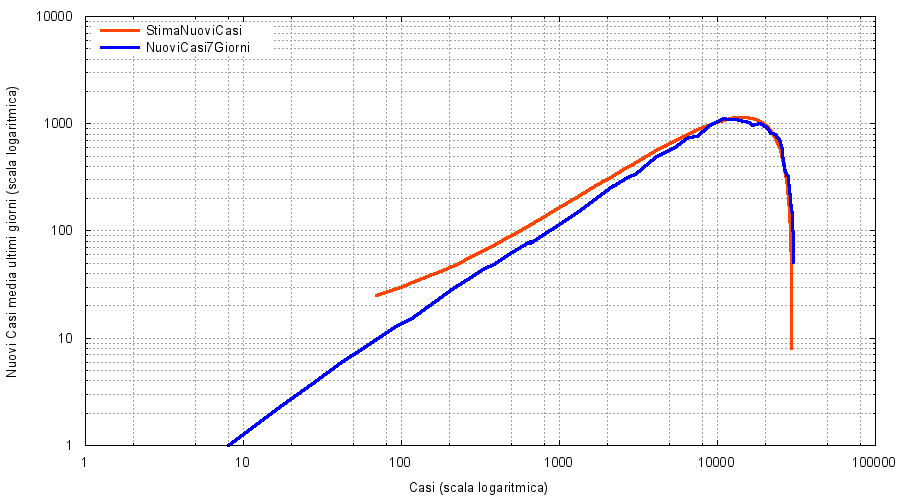 StimaNuoviCasi
NuoviCasi7Giorni
Nuovi Casi media ultimi giorni (scala logaritmica)
10000
1000
100
10
1
1 10 100 1000 10000 100000
Casi (scala logaritmica)